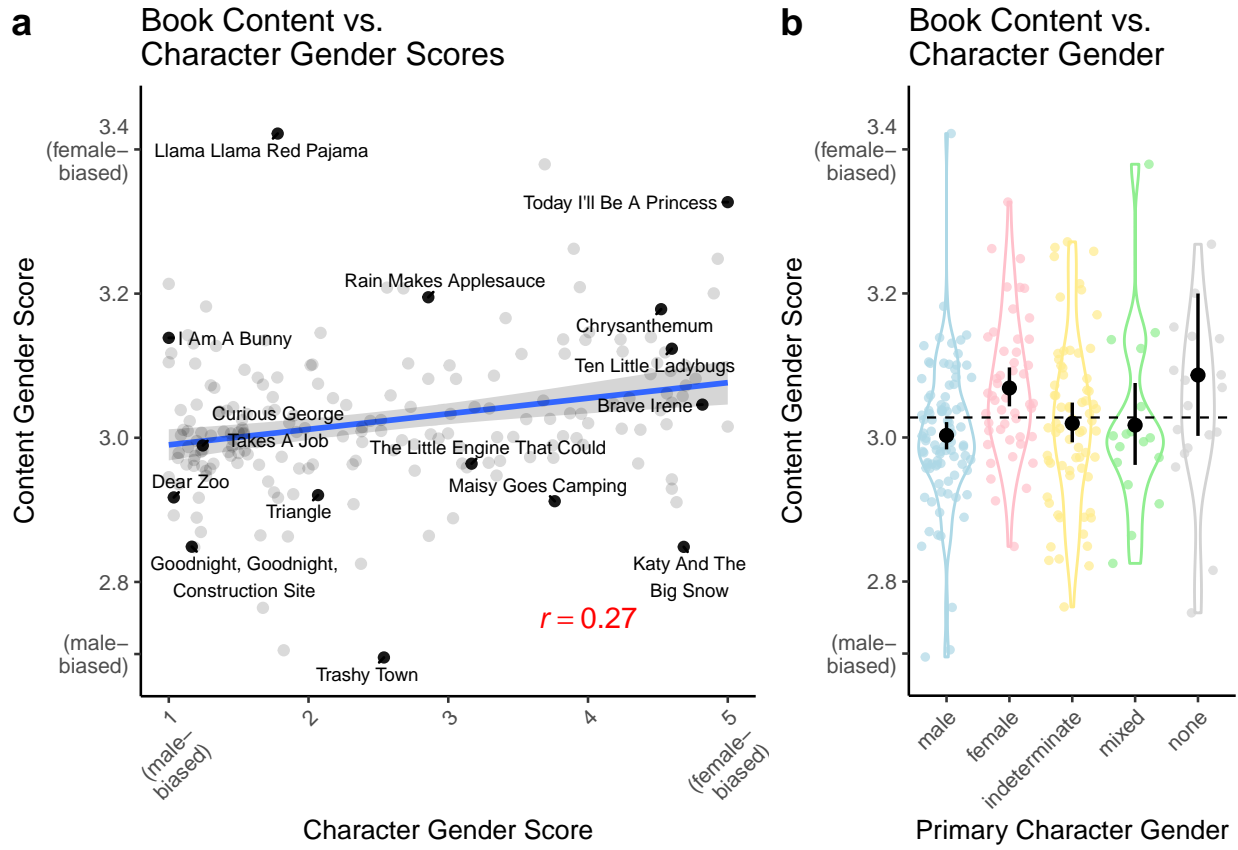 a
Book Content vs.
Character Gender Scores
Content Gender Score
3.4
(female–
biased)
3.2
3.0
2.8
(male–
biased)
Llama Llama Red Pajama
Today I'll Be A Princess
Rain Makes Applesauce
I Am A Bunny
Chrysanthemum
Ten Little Ladybugs
Brave Irene
Curious George
Takes A Job
The Little Engine That Could
Dear Zoo
Maisy Goes Camping
Triangle
Goodnight, Goodnight,
Construction Site
Katy And The
Big Snow
r = 0.27
Trashy Town
1
(male–
biased)
2
3
4
5
(female–
biased)
Character Gender Score
b
Book Content vs.
Character Gender
Content Gender Score
3.4
(female–
biased)
3.2
3.0
2.8
(male–
biased)
male
female
indeterminate
mixed
none
Primary Character Gender